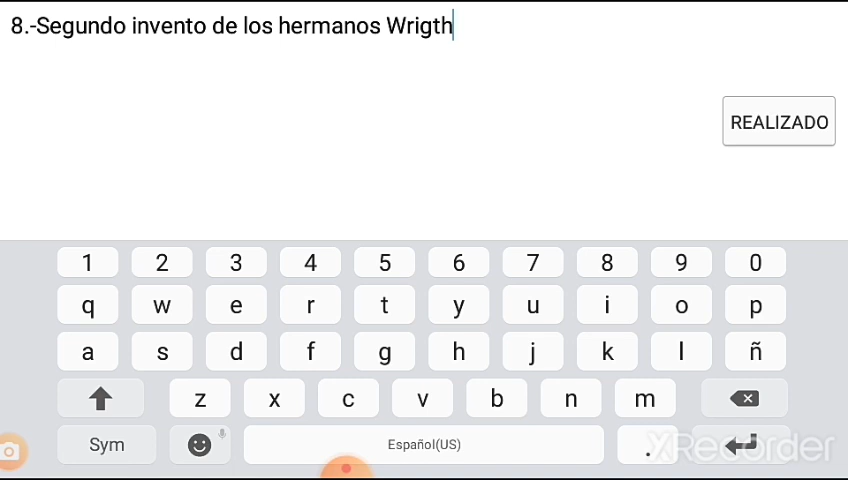 8.-Segundo invento de los hermanos Wrigth
REALIZADO
1 2 3 4 5 6 7 8 9 0
q w e r t y u i o p
a s d f g h j k l ñ
z x c v b n m
Sym Español(US) .
XRecorder